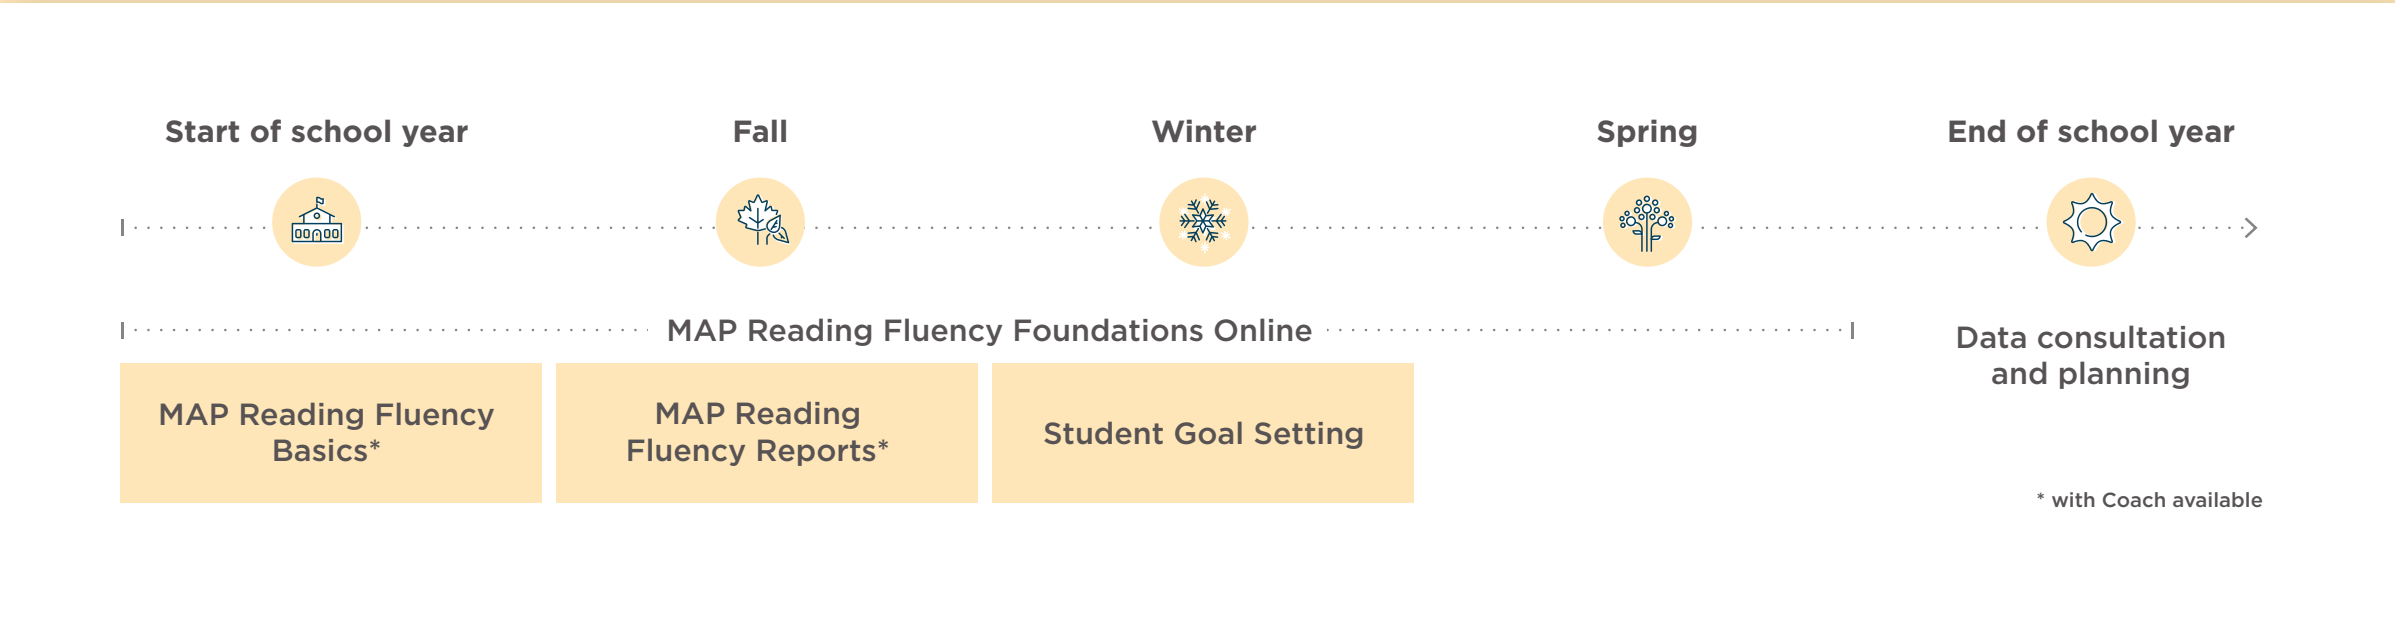 Start of school year
Fall
Winter
Spring
End of school year
MAP Reading Fluency Foundations Online
Data consultation
and planning
MAP Reading Fluency
Basics*
MAP Reading
Fluency Reports*
Student Goal Setting
* with Coach available